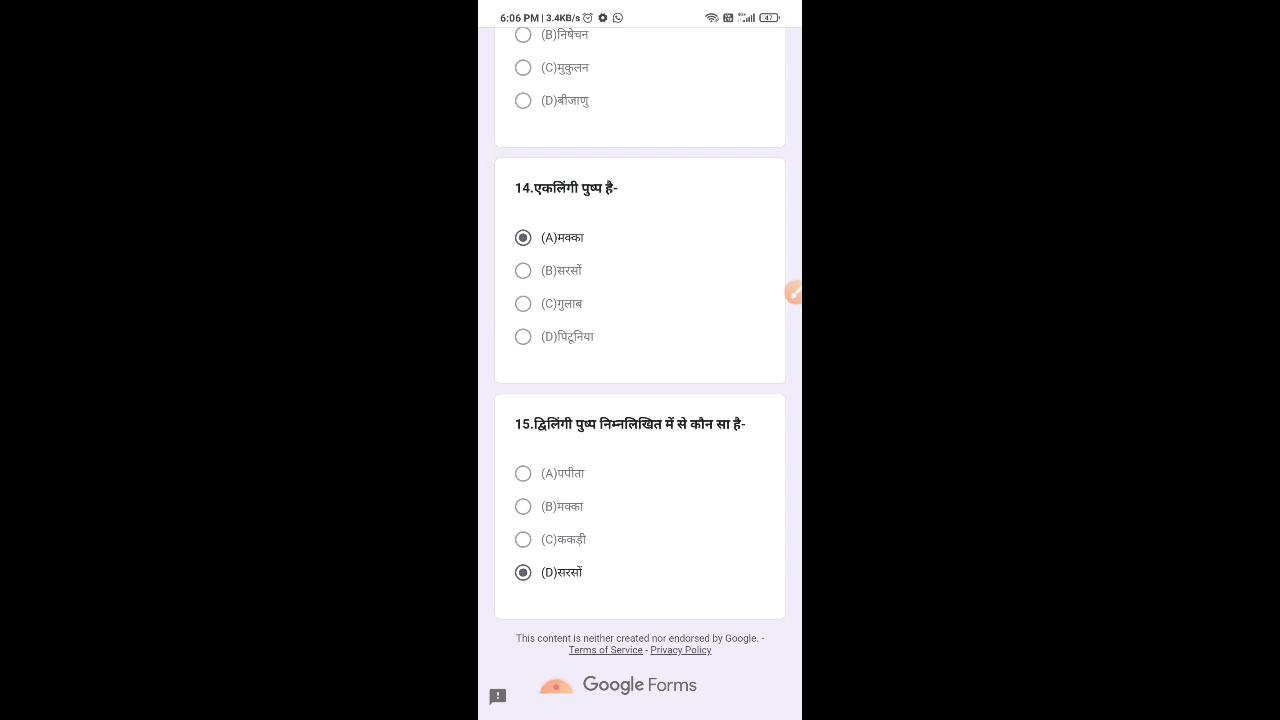 6:06 PM | 3.4KB/s
47
(B)निषेचन
(C)मुकुलन
(D)बीजाणु
14.एकलिंगी पुष्प है-
(A)मक्का
(B)सरसों
(C)गुलाब
(D)पिटूनिया
15.द्विलिंगी पुष्प निम्नलिखित में से कौन सा है-
(A)पपीता
(B)मक्का
(C)ककड़ी
(D)सरसों
This content is neither created nor endorsed by Google. -
Terms of Service - Privacy Policy
Google Forms